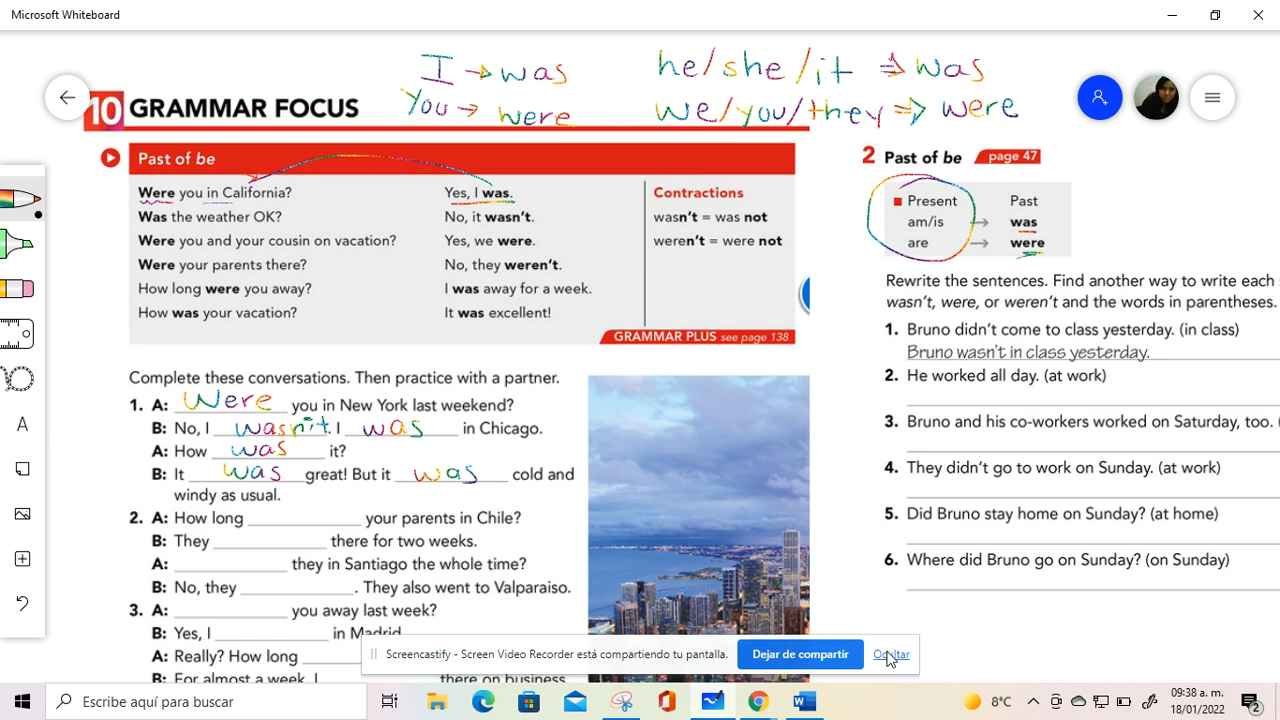 Microsoft Whiteboard
I → was he/she/it ⇒ was
You → were we/you/they ⇒ were
10 GRAMMAR FOCUS
Past of be
Were you in California? Yes, I was. Contractions
Was the weather OK? No, it wasn't. wasn't = was not
Were you and your cousin on vacation? Yes, we were. weren't = were not
Were your parents there? No, they weren't.
How long were you away? I was away for a week.
How was your vacation? It was excellent!
GRAMMAR PLUS see page 138
Complete these conversations. Then practice with a partner.
1. A: Were you in New York last weekend?
B: No, I wasn't. I was in Chicago.
A: How was it?
B: It was great! But it was cold and
windy as usual.
2. A: How long ____ your parents in Chile?
B: They ____ there for two weeks.
A: ____ they in Santiago the whole time?
B: No, they ____. They also went to Valparaiso.
3. A: ____ you away last week?
B: Yes, I ____ in Madrid
A: Really? How long ____
B: For almost a week. I ____ there on business
2 Past of be page 47
Present Past
am/is → was
are → were
Rewrite the sentences. Find another way to write each
wasn't, were, or weren't and the words in parentheses.
1. Bruno didn't come to class yesterday. (in class)
Bruno wasn't in class yesterday.
2. He worked all day. (at work)
3. Bruno and his co-workers worked on Saturday, too. (
4. They didn't go to work on Sunday. (at work)
5. Did Bruno stay home on Sunday? (at home)
6. Where did Bruno go on Sunday? (on Sunday)
Screencastify - Screen Video Recorder está compartiendo tu pantalla. Dejar de compartir Ocultar
Escribe aquí para buscar
8°C
09:38 a. m.
18/01/2022
2